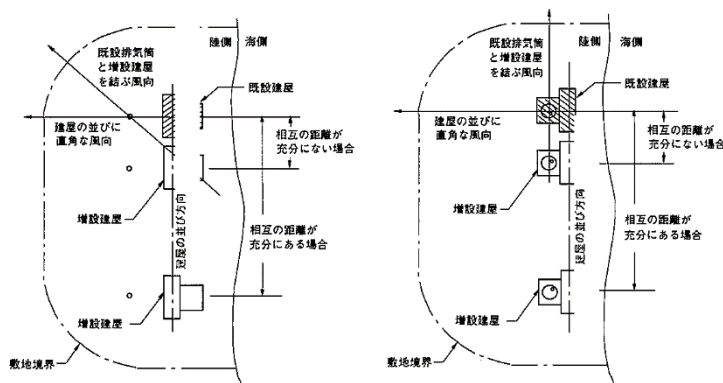 既設排気筒
と増設建屋
を結ぶ風向
陸側
海側
既設建屋
建屋の並びに
直角な風向
相互の距離が
充分にない場合
増設建屋
建屋の並び方向
相互の距離が
充分にある場合
増設建屋
敷地境界
既設排気筒
と増設建屋
を結ぶ風向
陸側
海側
既設建屋
建屋の並びに
直角な風向
相互の距離が
充分にない場合
増設建屋
建屋の並び方向
相互の距離が
充分にある場合
増設建屋
敷地境界